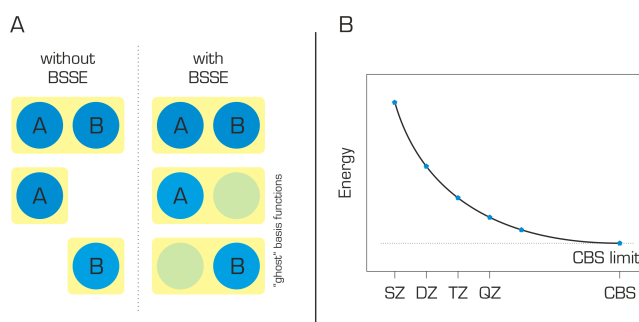 A
without
BSSE
with
BSSE
A
B
A
B
A
A
B
B
"ghost" basis functions
B
Energy
CBS limit
SZ
DZ
TZ
QZ
CBS